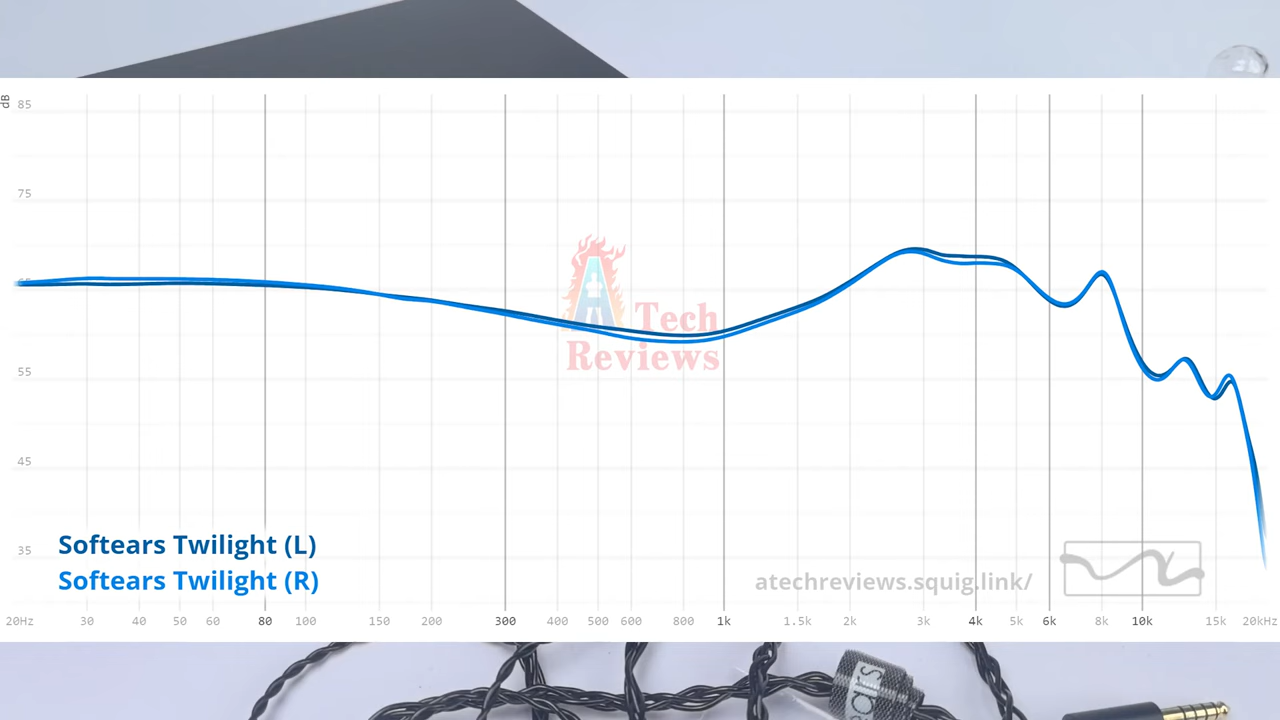 dB
85
75
65
55
45
35
A Tech
Reviews
Softears Twilight (L)
Softears Twilight (R)
atechreviews.squig.link/
20Hz 30 40 50 60 80 100 150 200 300 400 500 600 800 1k 1.5k 2k 3k 4k 5k 6k 8k 10k 15k 20kHz
ears